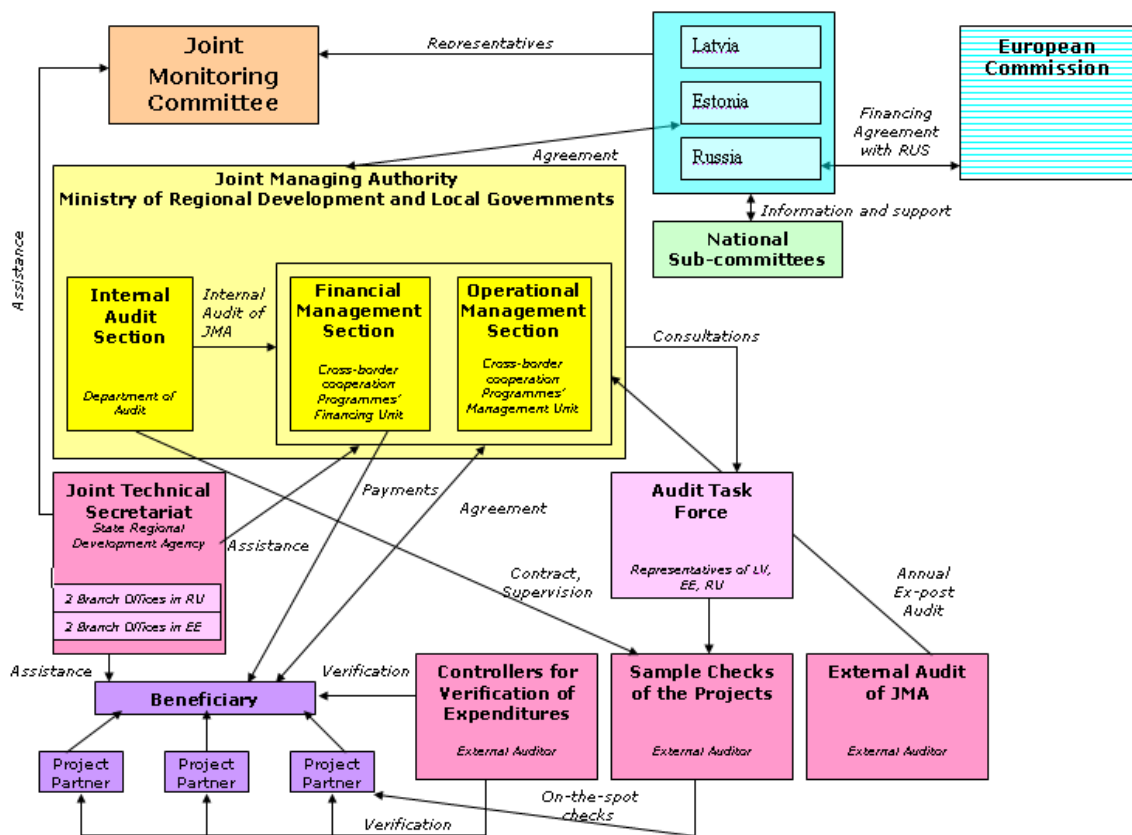 Joint
Monitoring
Committee
Representatives
Latvia
Estonia
Russia
European
Commission
Financing
Agreement
with RUS
Agreement
Information and support
National
Sub-committees
Assistance
Joint Managing Authority
Ministry of Regional Development and Local Governments
Internal
Audit
Section
Department of
Audit
Internal
Audit of
JMA
Financial
Management
Section
Cross-border
cooperation
Programmes'
Financing Unit
Operational
Management
Section
Cross-border
cooperation
Programmes'
Management Unit
Consultations
Joint Technical
Secretariat
State Regional
Development Agency
2 Branch Offices in RU
2 Branch Offices in EE
Assistance
Payments
Agreement
Contract,
Supervision
Audit Task
Force
Representatives of LV,
EE, RU
Annual
Ex-post
Audit
Assistance
Beneficiary
Verification
Controllers for
Verification of
Expenditures
External Auditor
Sample Checks
of the Projects
External Auditor
External Audit
of JMA
External Auditor
Project
Partner
Project
Partner
Project
Partner
On-the-spot
checks
Verification